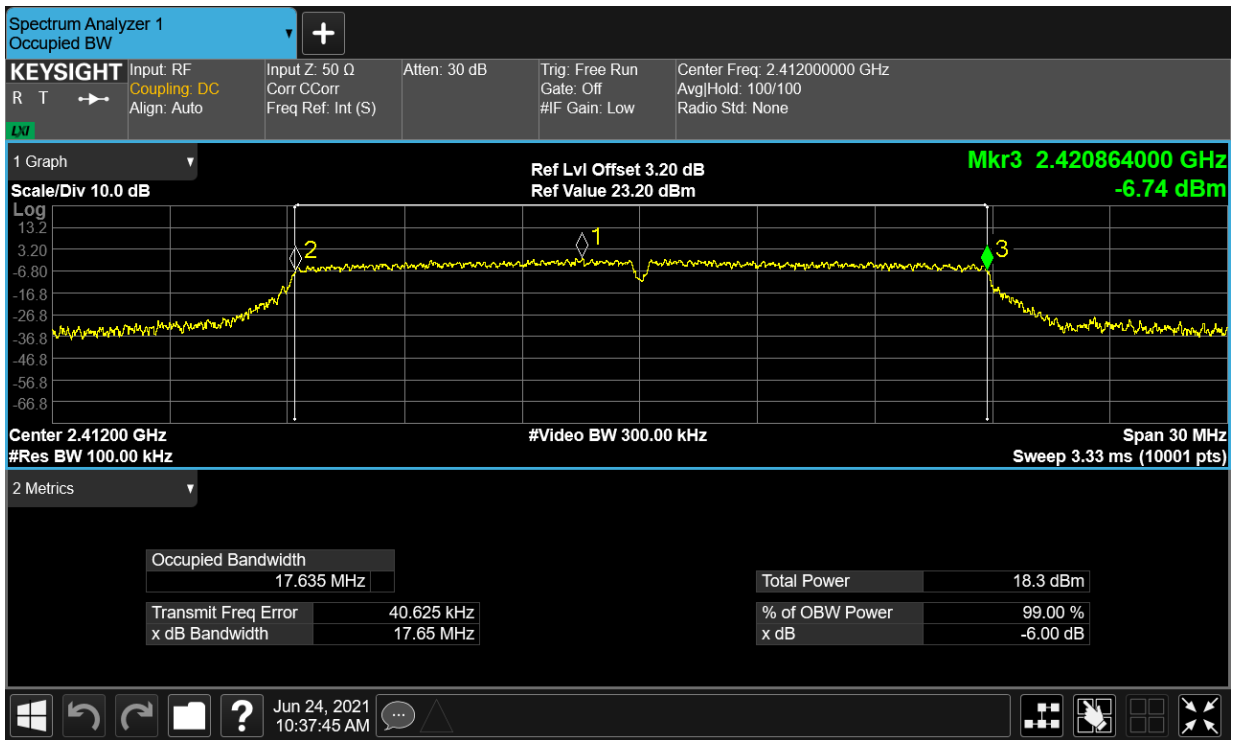 Spectrum Analyzer 1
Occupied BW
+
KEYSIGHT
R T
LXI
Input: RF
Coupling: DC
Align: Auto
Input Z: 50 Ω
Corr CCorr
Freq Ref: Int (S)
Atten: 30 dB
Trig: Free Run
Gate: Off
#IF Gain: Low
Center Freq: 2.412000000 GHz
Avg|Hold: 100/100
Radio Std: None
1 Graph
Scale/Div 10.0 dB
Ref Lvl Offset 3.20 dB
Ref Value 23.20 dBm
Mkr3 2.420864000 GHz
-6.74 dBm
Log
13.2
3.20
-6.80
-16.8
-26.8
-36.8
-46.8
-56.8
-66.8
2
1
3
Center 2.41200 GHz
#Res BW 100.00 kHz
#Video BW 300.00 kHz
Span 30 MHz
Sweep 3.33 ms (10001 pts)
2 Metrics
Occupied Bandwidth
17.635 MHz
Transmit Freq Error 40.625 kHz
x dB Bandwidth 17.65 MHz
Total Power 18.3 dBm
% of OBW Power 99.00 %
x dB -6.00 dB
?
Jun 24, 2021
10:37:45 AM